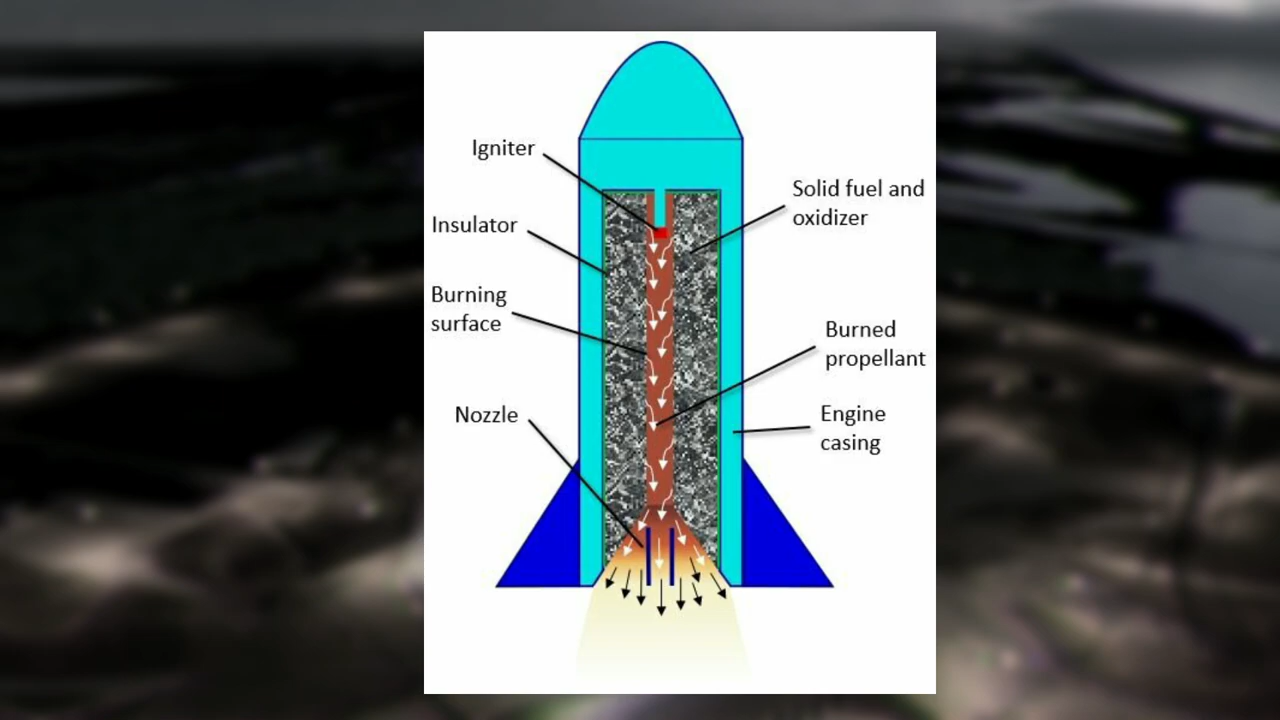 Igniter
Solid fuel and
oxidizer
Insulator
Burning
surface
Burned
propellant
Nozzle
Engine
casing